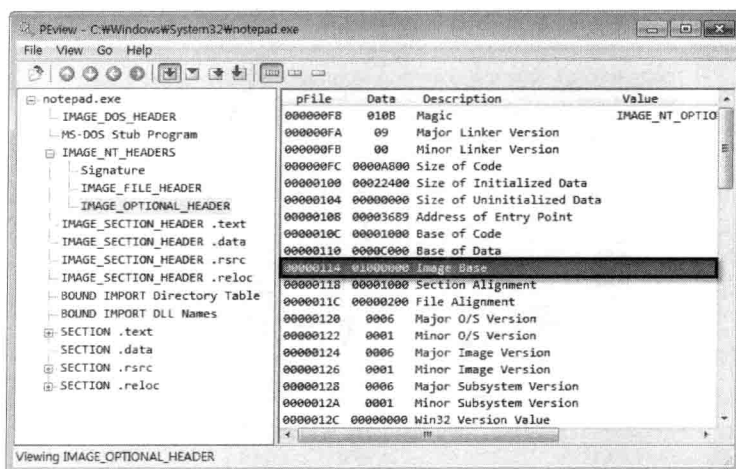 PEview - C:₩Windows₩System32₩notepad.exe
File View Go Help
notepad.exe
IMAGE_DOS_HEADER
MS-DOS Stub Program
IMAGE_NT_HEADERS
Signature
IMAGE_FILE_HEADER
IMAGE_OPTIONAL_HEADER
IMAGE_SECTION_HEADER .text
IMAGE_SECTION_HEADER .data
IMAGE_SECTION_HEADER .rsrc
IMAGE_SECTION_HEADER .reloc
BOUND IMPORT Directory Table
BOUND IMPORT DLL Names
SECTION .text
SECTION .data
SECTION .rsrc
SECTION .reloc
pFile Data Description Value
000000F8 010B Magic IMAGE_NT_OPTIO
000000FA 09 Major Linker Version
000000FB 00 Minor Linker Version
000000FC 0000A800 Size of Code
00000100 00022400 Size of Initialized Data
00000104 00000000 Size of Uninitialized Data
00000108 00003689 Address of Entry Point
0000010C 00001000 Base of Code
00000110 0000C000 Base of Data
00000114 01000000 Image Base
00000118 00001000 Section Alignment
0000011C 00000200 File Alignment
00000120 0006 Major O/S Version
00000122 0001 Minor O/S Version
00000124 0006 Major Image Version
00000126 0001 Minor Image Version
00000128 0006 Major Subsystem Version
0000012A 0001 Minor Subsystem Version
0000012C 00000000 Win32 Version Value
Viewing IMAGE_OPTIONAL_HEADER